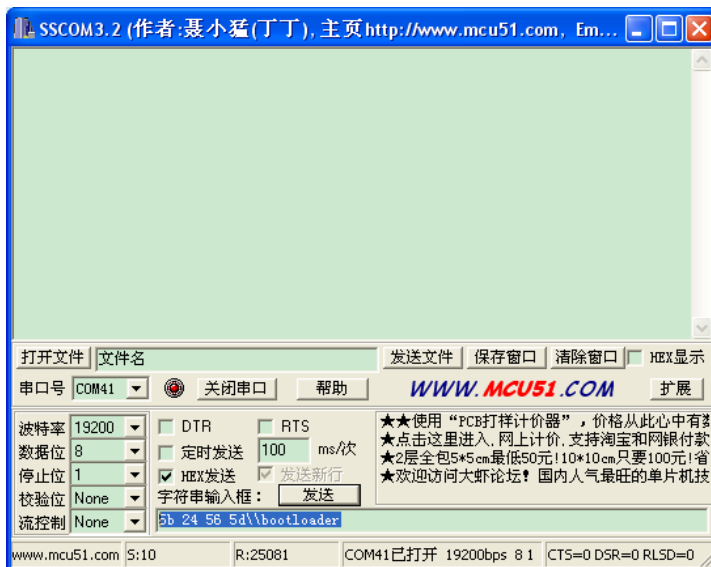 SSCOM3.2 (作者:聂小猛(丁丁), 主页http://www.mcu51.com, Em...
打开文件 文件名 发送文件 保存窗口 清除窗口 HEX显示
串口号 COM41 关闭串口 帮助 WWW.MCU51.COM 扩展
波特率 19200 DTR RTS
数据位 8 定时发送 100 ms/次
停止位 1 HEX发送 发送新行
校验位 None 字符串输入框: 发送
流控制 None 5b 24 56 5d\\bootloader
★★使用“PCB打样计价器”,价格从此心中有
★点击这里进入,网上计价,支持淘宝和网银付款
★2层全包5*5cm最低50元!10*10cm只要100元!省
★欢迎访问大虾论坛!国内人气最旺的单片机技
www.mcu51.com S:10 R:25081 COM41已打开 19200bps 8 1 CTS=0 DSR=0 RLSD=0